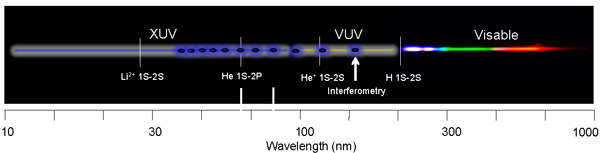 XUV VUV Visable
Li²⁺ 1S-2S He 1S-2P He⁺ 1S-2S H 1S-2S
Interferometry
10 30 100 300 1000
Wavelength (nm)